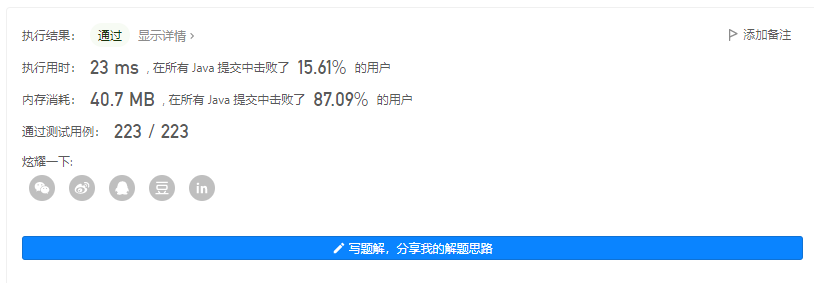 执行结果： 通过 显示详情 › 添加备注
执行用时： 23 ms , 在所有 Java 提交中击败了 15.61% 的用户
内存消耗： 40.7 MB , 在所有 Java 提交中击败了 87.09% 的用户
通过测试用例： 223 / 223
炫耀一下:
豆 in
写题解，分享我的解题思路